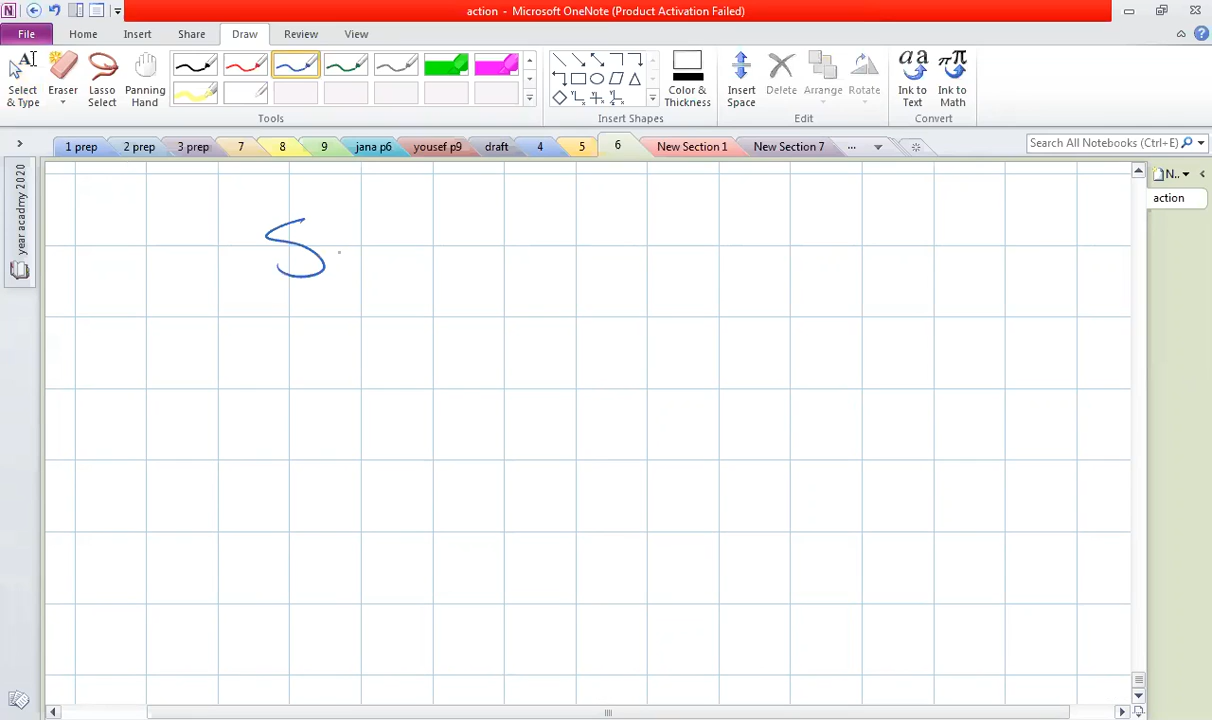 action - Microsoft OneNote (Product Activation Failed)
File Home Insert Share Draw Review View
Select & Type
Eraser
Lasso Select
Panning Hand
Color & Thickness
Insert Space
Delete
Arrange
Rotate
Ink to Text
Ink to Math
Tools
Insert Shapes
Edit
Convert
1 prep 2 prep 3 prep 7 8 9 jana p6 yousef p9 draft 4 5 6 New Section 1 New Section 7 ...
Search All Notebooks (Ctrl+E)
year acadmy 2020
N..
action
S